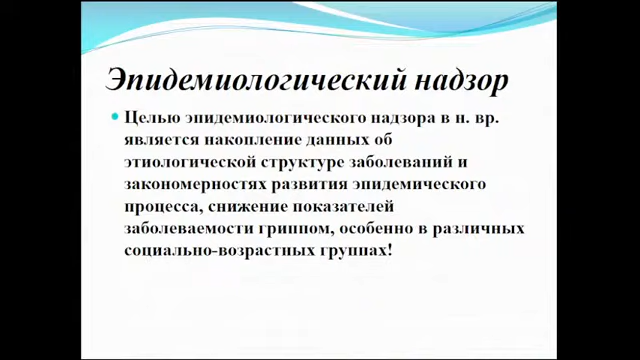 Эпидемиологический надзор
Целью эпидемиологического надзора в н. вр.
является накопление данных об
этиологической структуре заболеваний и
закономерностях развития эпидемического
процесса, снижение показателей
заболеваемости гриппом, особенно в различных
социально-возрастных группах!